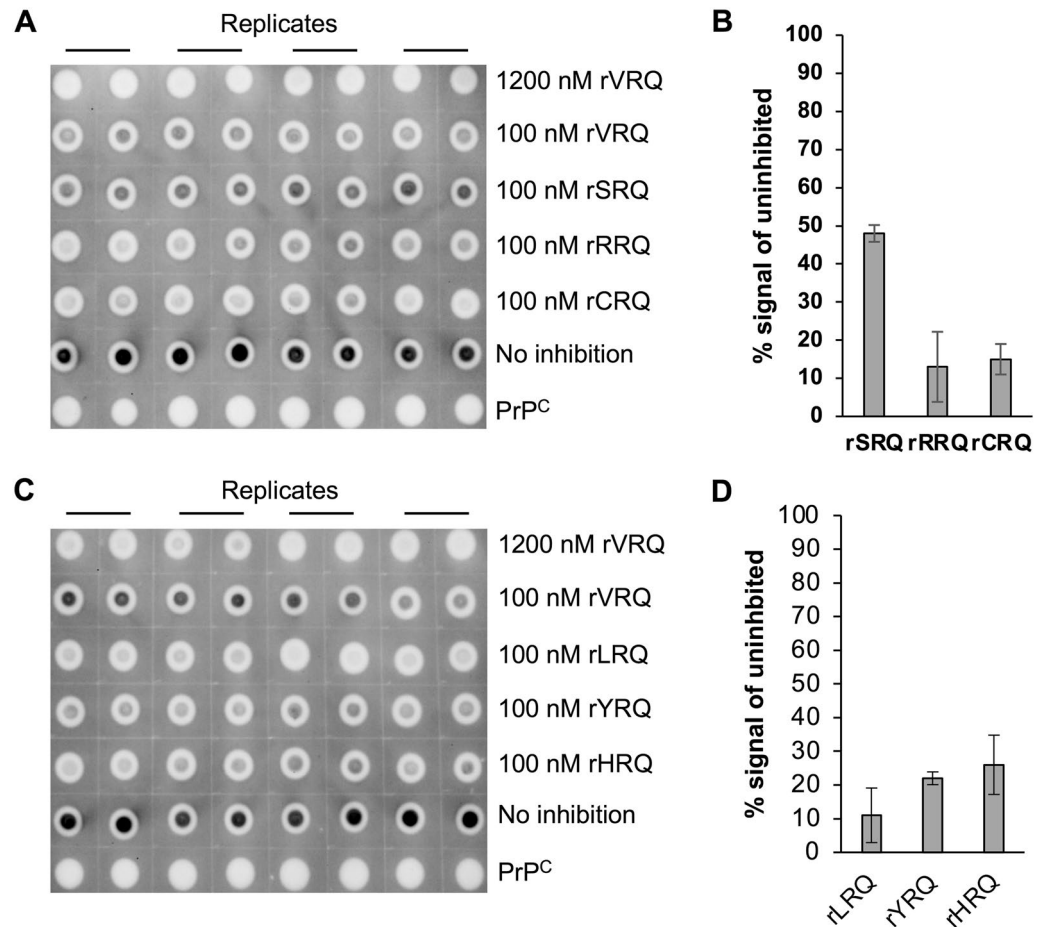 A
Replicates
1200 nM rVRQ
100 nM rVRQ
100 nM rSRQ
100 nM rRRQ
100 nM rCRQ
No inhibition
PrPC
B
% signal of uninhibited
100
90
80
70
60
50
40
30
20
10
0
rSRQ rRRQ rCRQ
C
Replicates
1200 nM rVRQ
100 nM rVRQ
100 nM rLRQ
100 nM rYRQ
100 nM rHRQ
No inhibition
PrPC
D
% signal of uninhbited
100
90
80
70
60
50
40
30
20
10
0
rLRQ rYRQ rHRQ